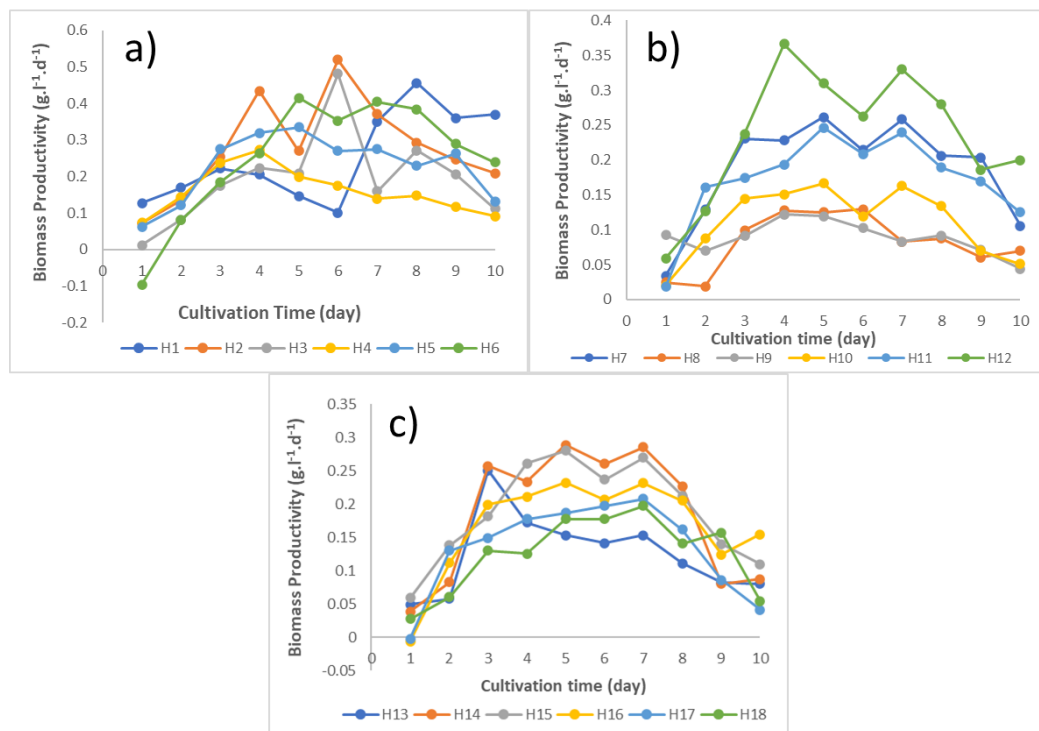 a)
Biomass Productivity (g.l⁻¹.d⁻¹)
0.6
0.5
0.4
0.3
0.2
0.1
0
-0.1
-0.2
0 1 2 3 4 5 6 7 8 9 10
Cultivation Time (day)
H1 H2 H3 H4 H5 H6
b)
Biomass Productivity (g.l⁻¹.d⁻¹)
0.4
0.35
0.3
0.25
0.2
0.15
0.1
0.05
0
0 1 2 3 4 5 6 7 8 9 10
Cultivation time (day)
H7 H8 H9 H10 H11 H12
c)
Biomass Productivity (g.l⁻¹.d⁻¹)
0.35
0.3
0.25
0.2
0.15
0.1
0.05
0
-0.05
0 1 2 3 4 5 6 7 8 9 10
Cultivation time (day)
H13 H14 H15 H16 H17 H18